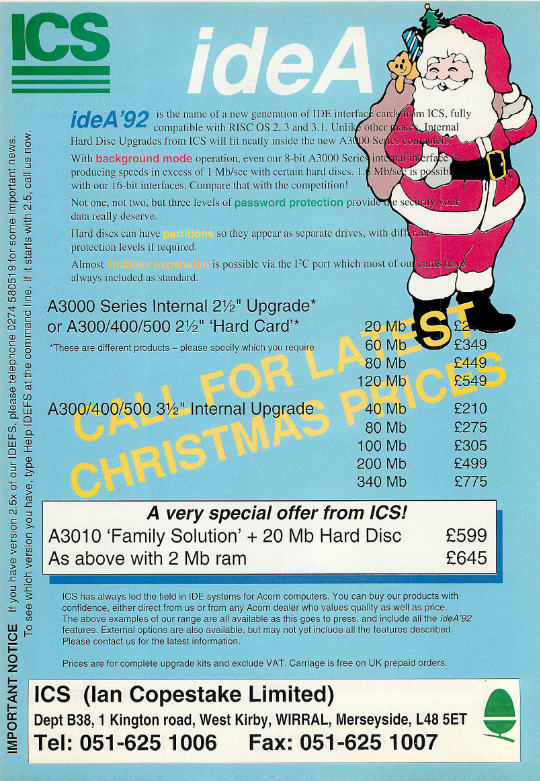 ICS
ideA
ideA'92 is the name of a new generation of IDE interface cards from ICS, fully
compatible with RISC OS 2, 3 and 3.1. Unlike other makes, Internal
Hard Disc Upgrades from ICS will fit neatly inside the new A3000 Series computers.
With background mode operation, even our 8-bit A3000 Series internal interface is
producing speeds in excess of 1 Mb/sec with certain hard discs. Mb/sec is possible
with our 16-bit interfaces. Compare that with the competition!
Not one, not two, but three levels of password protection provide the security your
data really deserve.
Hard discs can have partitions so they appear as separate drives, with different
protection levels if required.
Almost limitless expansion is possible via the I²C port which most of our cards have
always included as standard.
A3000 Series Internal 2½" Upgrade*
or A300/400/500 2½" 'Hard Card'*
*These are different products – please specify which you require
20 Mb
60 Mb £349
80 Mb £449
120 Mb £549
CALL FOR LATEST
CHRISTMAS PRICES
A300/400/500 3½" Internal Upgrade 40 Mb £210
80 Mb £275
100 Mb £305
200 Mb £499
340 Mb £775
A very special offer from ICS!
A3010 'Family Solution' + 20 Mb Hard Disc £599
As above with 2 Mb ram £645
ICS has always led the field in IDE systems for Acorn computers. You can buy our products with
confidence, either direct from us or from any Acorn dealer who values quality as well as price.
The above examples of our range are all available as this goes to press, and include all the ideA'92
features. External options are also available, but may not yet include all the features described.
Please contact us for the latest information.
Prices are for complete upgrade kits and exclude VAT. Carriage is free on UK prepaid orders.
ICS (Ian Copestake Limited)
Dept B38, 1 Kington road, West Kirby, WIRRAL, Merseyside, L48 5ET
Tel: 051-625 1006 Fax: 051-625 1007
IMPORTANT NOTICE If you have version 2.5x of our IDEFS, please telephone 0274 580519 for some important news.
To see which version you have, type Help IDEFS at the command line. If it starts with 2.5, call us now.